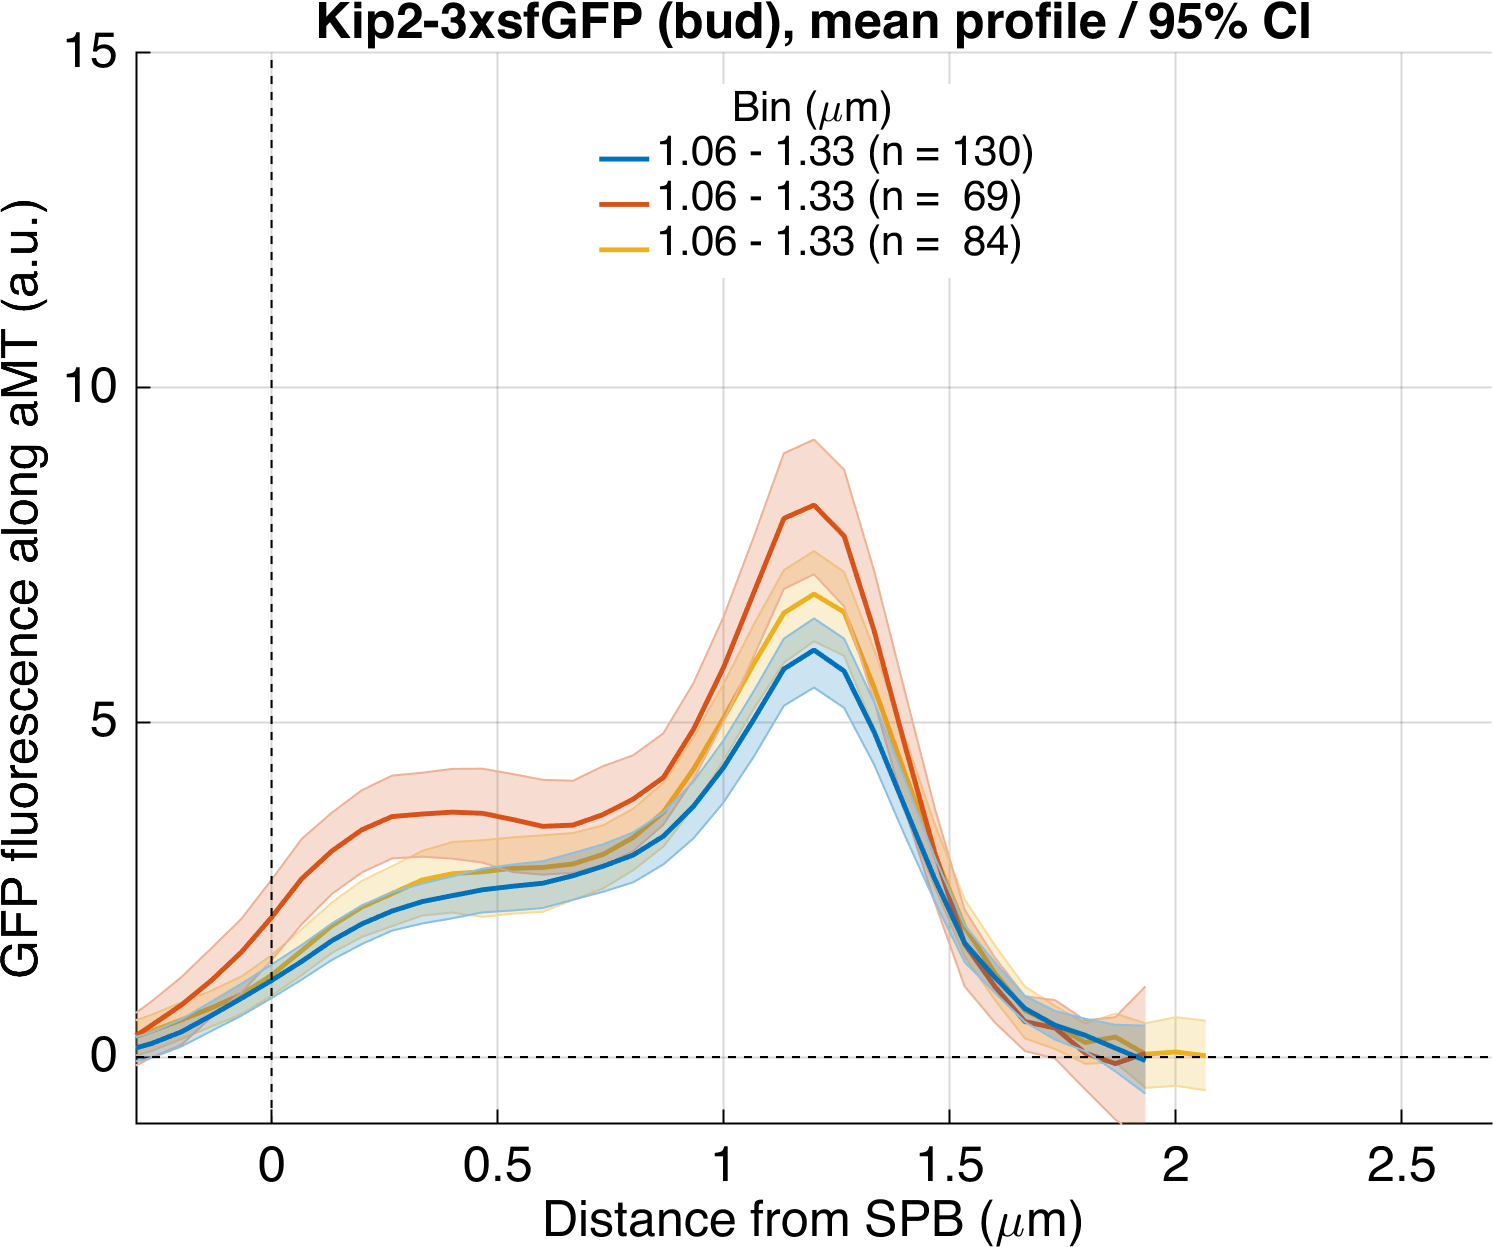 Kip2-3xsfGFP (bud), mean profile / 95% CI
Bin (μm)
1.06 - 1.33 (n = 130)
1.06 - 1.33 (n = 69)
1.06 - 1.33 (n = 84)
GFP fluorescence along aMT (a.u.)
15
10
5
0
0 0.5 1 1.5 2 2.5
Distance from SPB (μm)